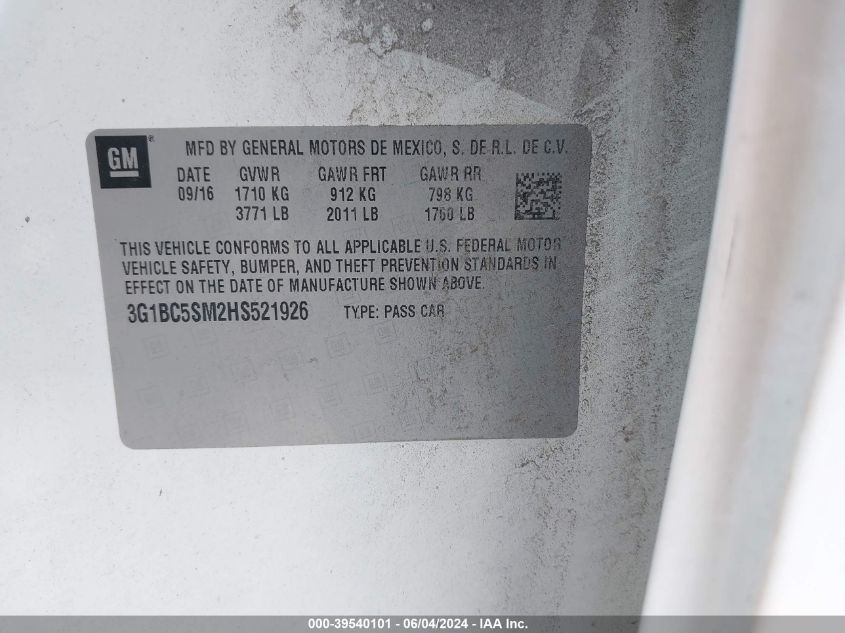 GM ®
MFD BY GENERAL MOTORS DE MEXICO, S. DE R.L. DE C.V.
DATE GVWR GAWR FRT GAWR RR
09/16 1710 KG 912 KG 798 KG
3771 LB 2011 LB 1760 LB
THIS VEHICLE CONFORMS TO ALL APPLICABLE U.S. FEDERAL MOTOR
VEHICLE SAFETY, BUMPER, AND THEFT PREVENTION STANDARDS IN
EFFECT ON THE DATE OF MANUFACTURE SHOWN ABOVE.
3G1BC5SM2HS521926 TYPE: PASS CAR
000-39540101 - 06/04/2024 - IAA Inc.